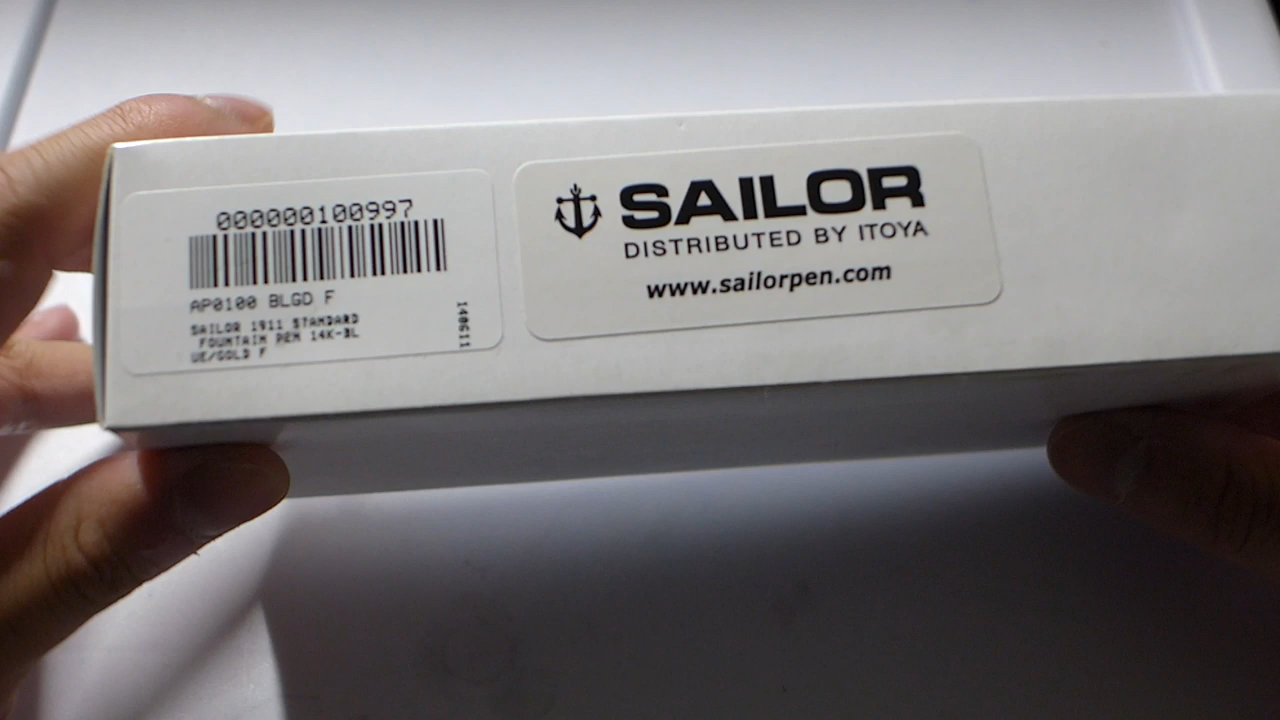 000000100997
AP0100 BLGD F
SAILOR 1911 STANDARD
FOUNTAIN PEN 14K-BL
UE/GOLD F
140611
SAILOR
DISTRIBUTED BY ITOYA
www.sailorpen.com